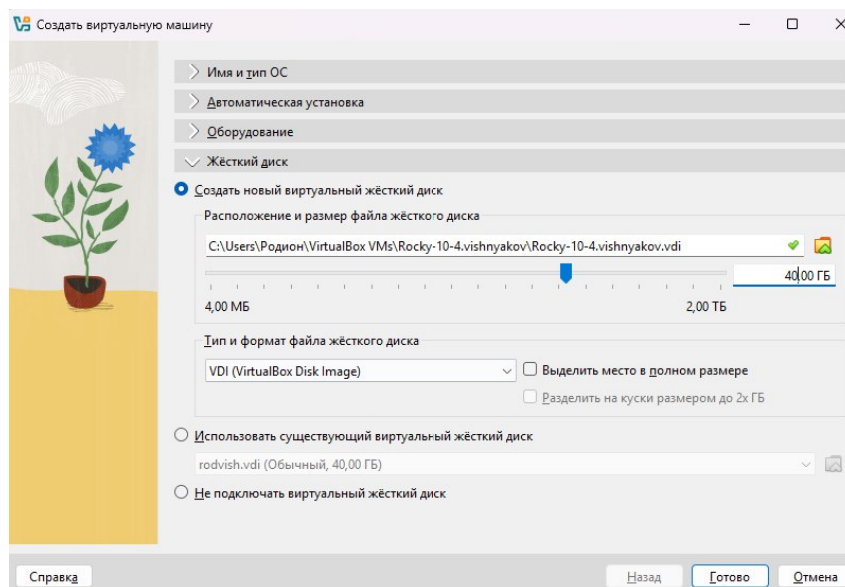 Создать виртуальную машину
Имя и тип ОС
Автоматическая установка
Оборудование
Жёсткий диск
Создать новый виртуальный жёсткий диск
Расположение и размер файла жёсткого диска
C:\Users\Родион\VirtualBox VMs\Rocky-10-4.vishnyakov\Rocky-10-4.vishnyakov.vdi
40,00 ГБ
4,00 МБ 2,00 ТБ
Тип и формат файла жёсткого диска
VDI (VirtualBox Disk Image) Выделить место в полном размере
Разделить на куски размером до 2х ГБ
Использовать существующий виртуальный жёсткий диск
rodvish.vdi (Обычный, 40,00 ГБ)
Не подключать виртуальный жёсткий диск
Справка Назад Готово Отмена